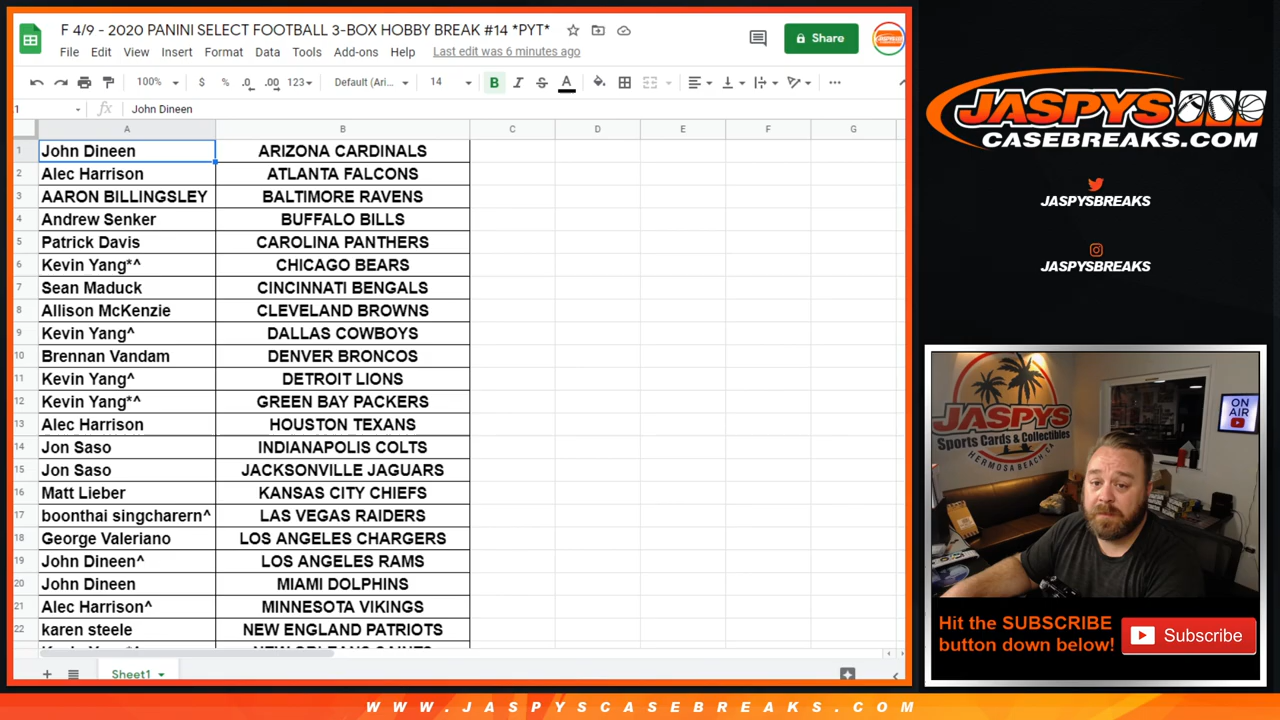 F 4/9 - 2020 PANINI SELECT FOOTBALL 3-BOX HOBBY BREAK #14 *PYT*
File Edit View Insert Format Data Tools Add-ons Help Last edit was 6 minutes ago
Share
100% $ % .0 .00 123 Default (Ari... 14 B I S A
1 fx John Dineen
A B C D E F G
1 John Dineen ARIZONA CARDINALS
2 Alec Harrison ATLANTA FALCONS
3 AARON BILLINGSLEY BALTIMORE RAVENS
4 Andrew Senker BUFFALO BILLS
5 Patrick Davis CAROLINA PANTHERS
6 Kevin Yang*^ CHICAGO BEARS
7 Sean Maduck CINCINNATI BENGALS
8 Allison McKenzie CLEVELAND BROWNS
9 Kevin Yang^ DALLAS COWBOYS
10 Brennan Vandam DENVER BRONCOS
11 Kevin Yang^ DETROIT LIONS
12 Kevin Yang*^ GREEN BAY PACKERS
13 Alec Harrison HOUSTON TEXANS
14 Jon Saso INDIANAPOLIS COLTS
15 Jon Saso JACKSONVILLE JAGUARS
16 Matt Lieber KANSAS CITY CHIEFS
17 boonthai singcharern^ LAS VEGAS RAIDERS
18 George Valeriano LOS ANGELES CHARGERS
19 John Dineen^ LOS ANGELES RAMS
20 John Dineen MIAMI DOLPHINS
21 Alec Harrison^ MINNESOTA VIKINGS
22 karen steele NEW ENGLAND PATRIOTS
Sheet1
JASPYS
CASEBREAKS.COM
JASPYSBREAKS
JASPYSBREAKS
JASPYS
Sports Cards & Collectibles
HERMOSA BEACH, CA
ON
AIR
Hit the SUBSCRIBE
button down below!
Subscribe
WWW.JASPYSCASEBREAKS.COM